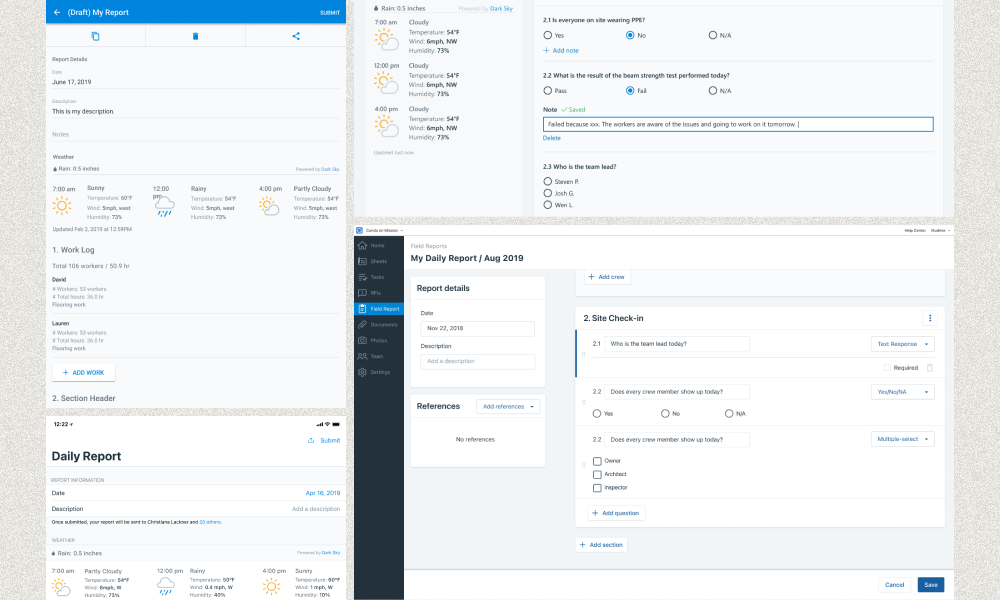 (Draft) My Report
SUBMIT
Report Details
Date
June 17, 2019
Description
This is my description.
Notes
Weather
Rain: 0.5 inches
Powered by Dark Sky
7:00 am
Sunny
Temperature: 60°F
Wind: 5mph, west
Humidity: 73%
12:00 pm
Rainy
Temperature: 54°F
Wind: 5mph, west
Humidity: 73%
4:00 pm
Partly Cloudy
Temperature: 54°F
Wind: 5mph, west
Humidity: 73%
Updated Feb 2, 2019 at 12:59PM
1. Work Log
Total 106 workers / 50.9 hr
David
# Workers: 53 workers
# Total hours: 36.0 hr
Flooring work
Lauren
# Workers: 53 workers
# Total hours: 36.0 hr
Flooring work
+ ADD WORK
2. Section Header
12:22
Submit
Daily Report
REPORT INFORMATION
Date
Apr 16, 2019
Description
Add a description
Once submitted, your report will be sent to Christiana Lackner and 20 others.
WEATHER
Rain: 0.5 inches
Powered by Dark Sky
7:00 am
Partly Cloudy
Temperature: 54°F
Wind: 6mph, W
Humidity: 73%
12:00 pm
Rainy
Temperature: 50°F
Wind: 0.4 mph, W
Humidity: 40%
4:00 pm
Sunny
Temperature: 60°F
Wind: 1 mph, W
Humidity: 10%
Rain: 0.5 inches
Powered by Dark Sky
7:00 am
Cloudy
Temperature: 54°F
Wind: 6mph, NW
Humidity: 73%
12:00 pm
Cloudy
Temperature: 54°F
Wind: 6mph, NW
Humidity: 73%
4:00 pm
Cloudy
Temperature: 54°F
Wind: 6mph, NW
Humidity: 73%
Updated just now
2.1 Is everyone on site wearing PPE?
Yes
No
N/A
+ Add note
2.2 What is the result of the beam strength test performed today?
Pass
Fail
N/A
Note ✓ Saved
Failed because xxx. The workers are aware of the issues and going to work on it tomorrow.
Delete
2.3 Who is the team lead?
Steven P.
Josh G.
Wen L.
Condo on Mission
Help Center
Mudimo
Home
Sheets
Tasks
RFIs
Field Report
Documents
Photos
Team
Settings
Field Reports
My Daily Report / Aug 2019
Report details
Date
Nov 22, 2018
Description
Add a description
References
Add references
No references
+ Add crew
2. Site Check-in
2.1
Who is the team lead today?
Text Response
Required
2.2
Does every crew member show up today?
Yes/No/NA
Yes
No
N/A
2.2
Does every crew member show up today?
Multiple-select
Owner
Architect
Inspector
+ Add question
+ Add section
Cancel
Save